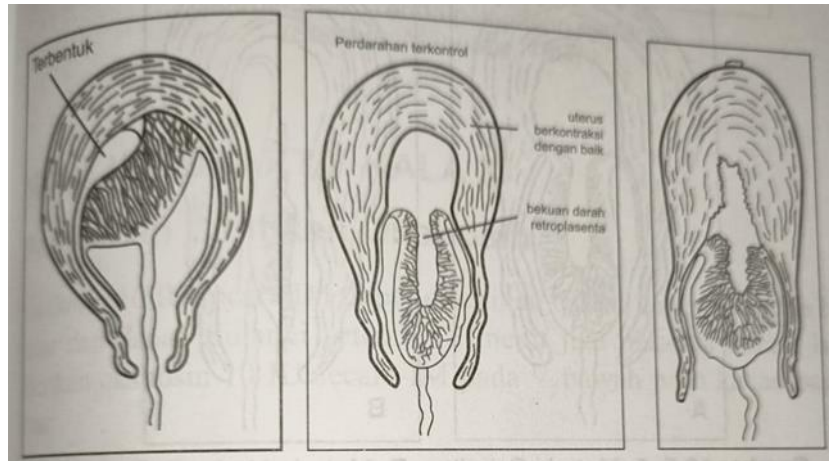 Terbentuk
Perdarahan terkontrol
uterus
berkontraksi
dengan baik
bekuan darah
retroplasenta